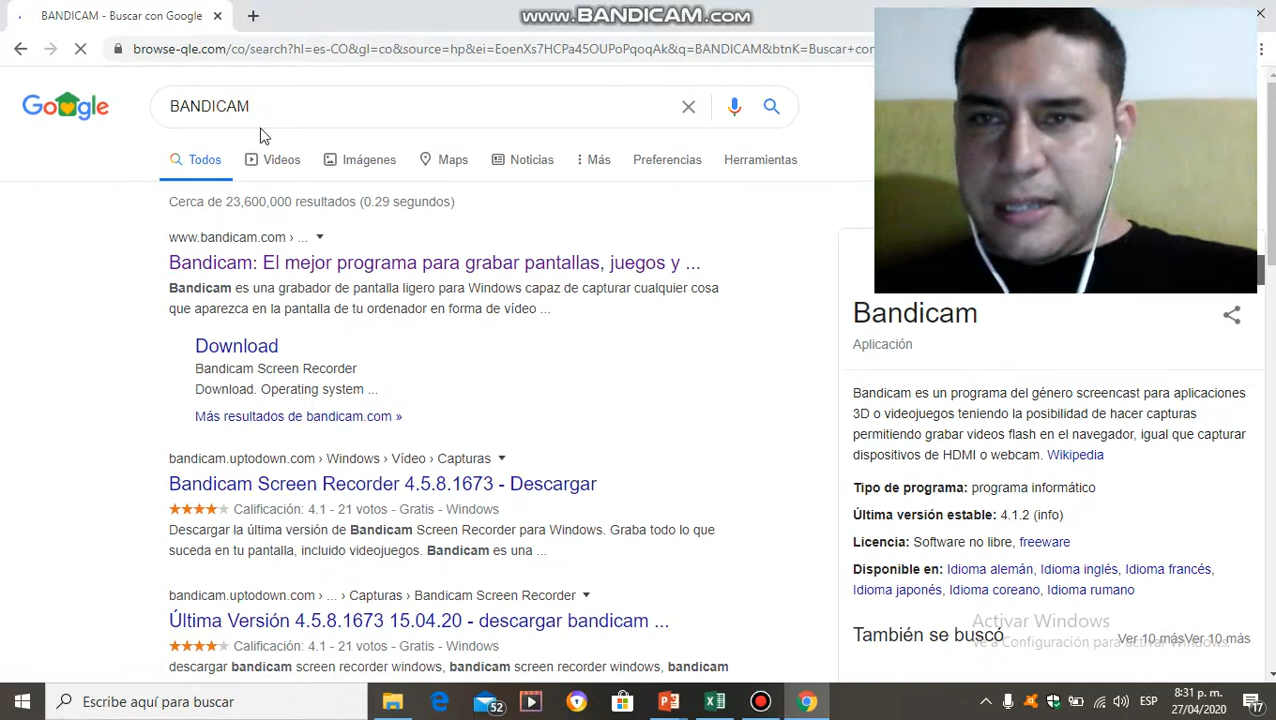 BANDICAM - Buscar con Google
www.BANDICAM.com
browse-qle.com/co/search?hl=es-CO&gl=co&source=hp&ei=EoenXs7HCPa45OUPoPqoqAk&q=BANDICAM&btnK=Buscar+con
Google
BANDICAM
Todos Videos Imágenes Maps Noticias Más Preferencias Herramientas
Cerca de 23,600,000 resultados (0.29 segundos)
www.bandicam.com › ...
Bandicam: El mejor programa para grabar pantallas, juegos y ...
Bandicam es una grabador de pantalla ligero para Windows capaz de capturar cualquier cosa
que aparezca en la pantalla de tu ordenador en forma de vídeo ...
Download
Bandicam Screen Recorder
Download. Operating system ...
Más resultados de bandicam.com »
bandicam.uptodown.com › Windows › Vídeo › Capturas
Bandicam Screen Recorder 4.5.8.1673 - Descargar
Calificación: 4.1 - 21 votos - Gratis - Windows
Descargar la última versión de Bandicam Screen Recorder para Windows. Graba todo lo que
suceda en tu pantalla, incluido videojuegos. Bandicam es una ...
bandicam.uptodown.com › ... › Capturas › Bandicam Screen Recorder
Última Versión 4.5.8.1673 15.04.20 - descargar bandicam ...
Calificación: 4.1 - 21 votos - Gratis - Windows
descargar bandicam screen recorder windows, bandicam screen recorder windows, bandicam
Bandicam
Aplicación
Bandicam es un programa del género screencast para aplicaciones
3D o videojuegos teniendo la posibilidad de hacer capturas
permitiendo grabar videos flash en el navegador, igual que capturar
dispositivos de HDMI o webcam. Wikipedia
Tipo de programa: programa informático
Última versión estable: 4.1.2 (info)
Licencia: Software no libre, freeware
Disponible en: Idioma alemán, Idioma inglés, Idioma francés,
Idioma japonés, Idioma coreano, Idioma rumano
Activar Windows
Ve a Configuración para activar Windows.
También se buscó
Ver 10 másVer 10 más
Escribe aquí para buscar
52
ESP
8:31 p. m.
27/04/2020
17